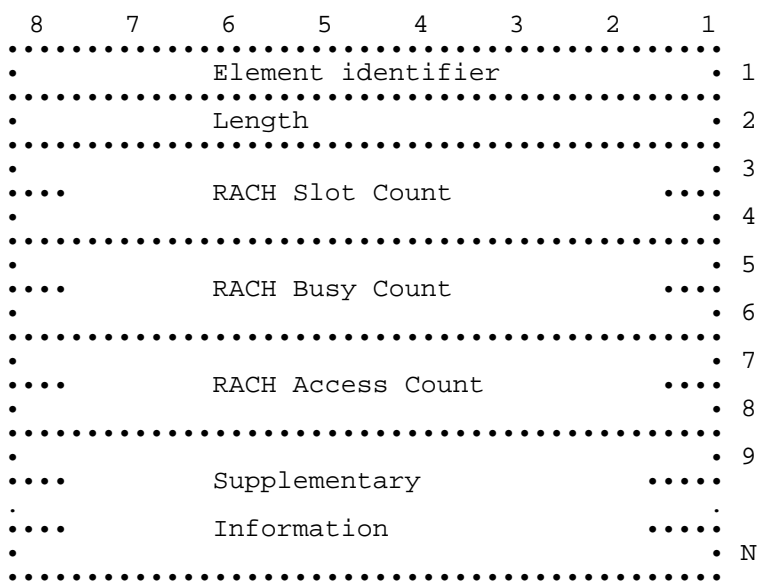 8 7 6 5 4 3 2 1
Element identifier 1
Length 2
3
RACH Slot Count
4
5
RACH Busy Count
6
7
RACH Access Count
8
9
Supplementary
Information
N